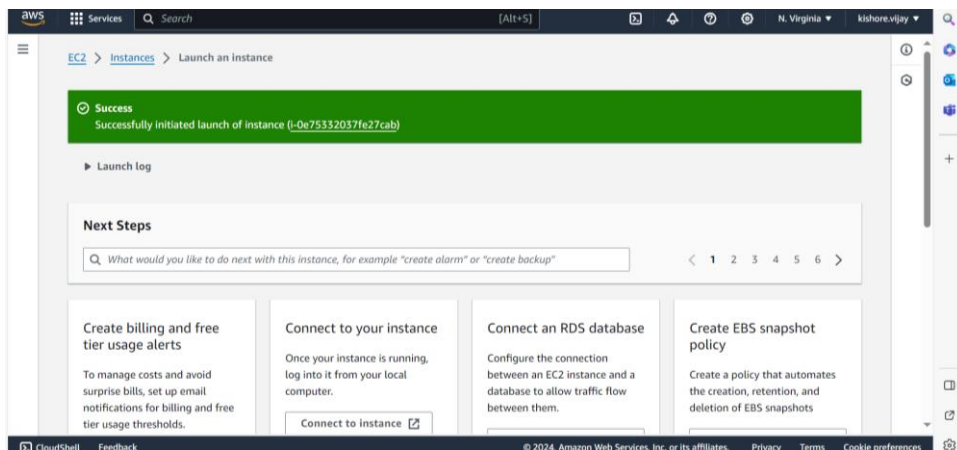 aws Services Search [Alt+S] N. Virginia kishore.vijay
EC2 > Instances > Launch an instance
Success
Successfully initiated launch of instance (i-0e75332037fe27cab)
Launch log
Next Steps
What would you like to do next with this instance, for example "create alarm" or "create backup"
1 2 3 4 5 6
Create billing and free
tier usage alerts
To manage costs and avoid
surprise bills, set up email
notifications for billing and free
tier usage thresholds.
Connect to your instance
Once your instance is running,
log into it from your local
computer.
Connect to instance
Connect an RDS database
Configure the connection
between an EC2 instance and a
database to allow traffic flow
between them.
Create EBS snapshot
policy
Create a policy that automates
the creation, retention, and
deletion of EBS snapshots
CloudShell Feedback © 2024, Amazon Web Services, Inc. or its affiliates. Privacy Terms Cookie preferences